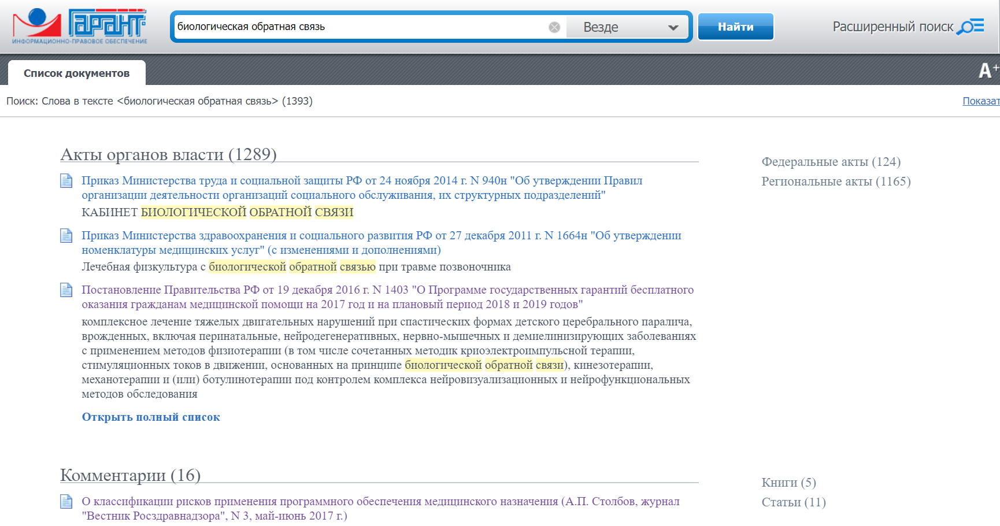 Гарант
ИНФОРМАЦИОННО-ПРАВОВОЕ ОБЕСПЕЧЕНИЕ
биологическая обратная связь
Везде
Найти
Расширенный поиск
Список документов
A+
Поиск: Слова в тексте <биологическая обратная связь> (1393)
Показат
Акты органов власти (1289)
Федеральные акты (124)
Региональные акты (1165)
Приказ Министерства труда и социальной защиты РФ от 24 ноября 2014 г. N 940н "Об утверждении Правил
организации деятельности организаций социального обслуживания, их структурных подразделений"
КАБИНЕТ БИОЛОГИЧЕСКОЙ ОБРАТНОЙ СВЯЗИ
Приказ Министерства здравоохранения и социального развития РФ от 27 декабря 2011 г. N 1664н "Об утверждении
номенклатуры медицинских услуг" (с изменениями и дополнениями)
Лечебная физкультура с биологической обратной связью при травме позвоночника
Постановление Правительства РФ от 19 декабря 2016 г. N 1403 "О Программе государственных гарантий бесплатного
оказания гражданам медицинской помощи на 2017 год и на плановый период 2018 и 2019 годов"
комплексное лечение тяжелых двигательных нарушений при спастических формах детского церебрального паралича,
врожденных, включая перинатальные, нейродегенеративных, нервно-мышечных и демиелинизирующих заболеваниях
с применением методов физиотерапии (в том числе сочетанных методик криоэлектроимпульсной терапии,
стимуляционных токов в движении, основанных на принципе биологической обратной связи), кинезотерапии,
механотерапии и (или) ботулинотерапии под контролем комплекса нейровизуализационных и нейрофункциональных
методов обследования
Открыть полный список
Комментарии (16)
Книги (5)
Статьи (11)
О классификации рисков применения программного обеспечения медицинского назначения (А.П. Столбов, журнал
"Вестник Росздравнадзора", N 3, май-июнь 2017 г.)